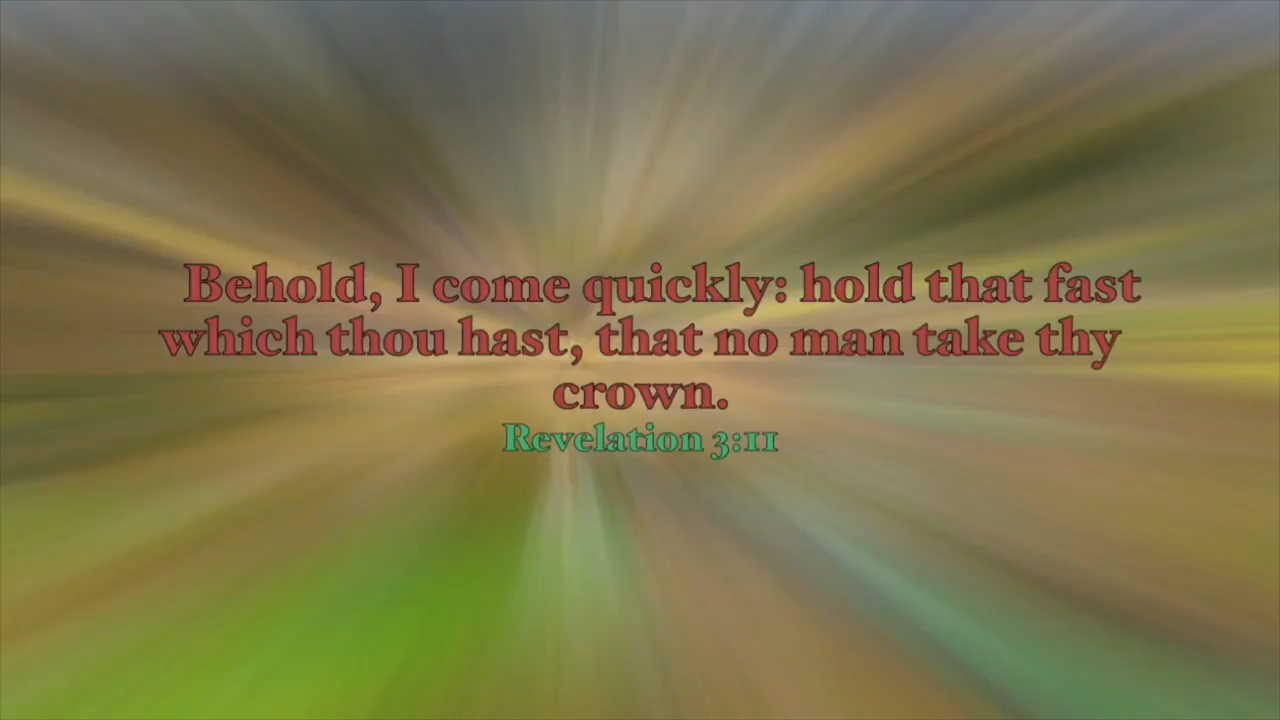 Behold, I come quickly: hold that fast
which thou hast, that no man take thy
crown.
Revelation 3:11